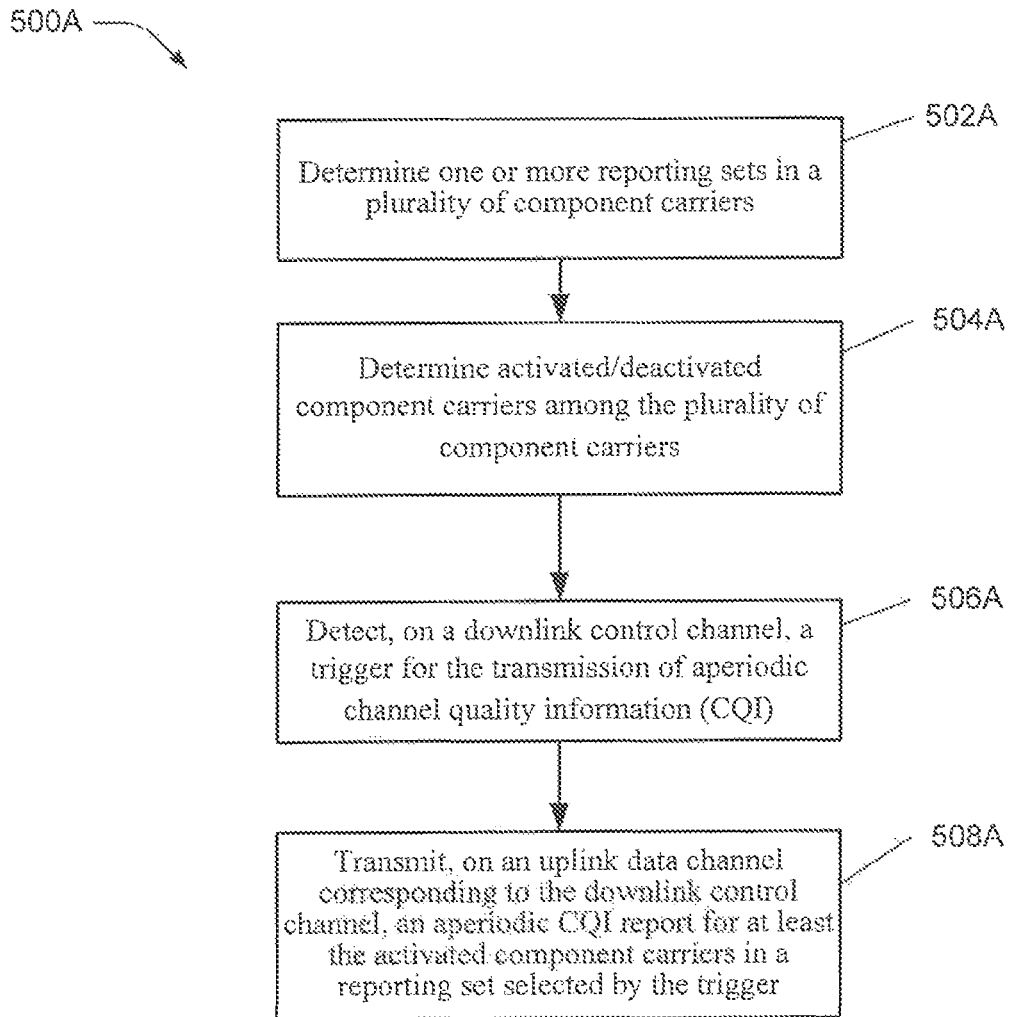 500A
502A
Determine one or more reporting sets in a
plurality of component carriers
504A
Determine activated/deactivated
component carriers among the plurality of
component carriers
506A
Detect, on a downlink control channel, a
trigger for the transmission of aperiodic
channel quality information (CQI)
508A
Transmit, on an uplink data channel
corresponding to the downlink control
channel, an aperiodic CQI report for at least
the activated component carriers in a
reporting set selected by the trigger